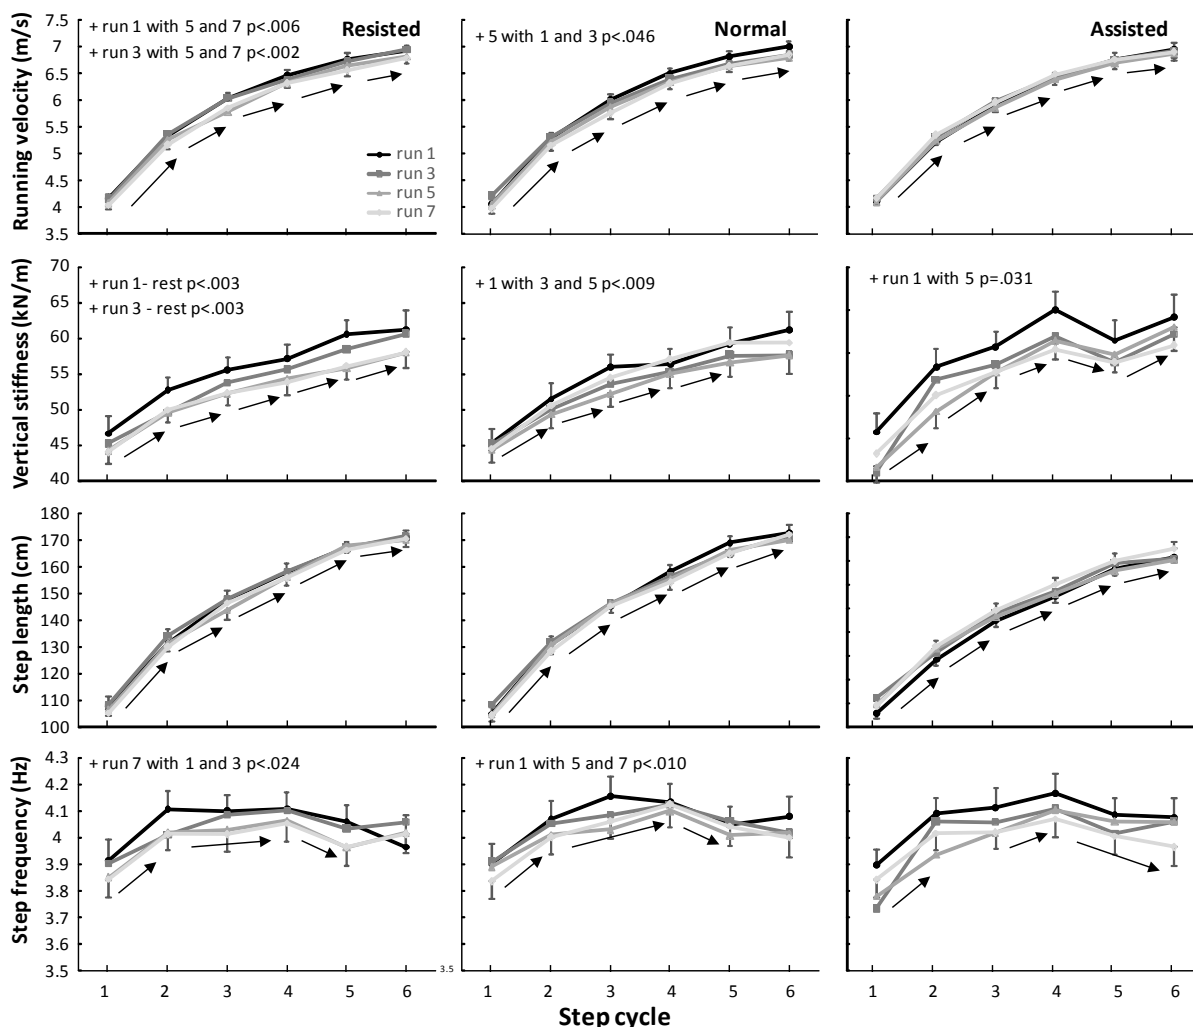 Running velocity (m/s)
7.5
7
6.5
6
5.5
5
4.5
4
3.5
+ run 1 with 5 and 7 p<.006
+ run 3 with 5 and 7 p<.002
Resisted
run 1
run 3
run 5
run 7
+ 5 with 1 and 3 p<.046
Normal
Assisted
Vertical stiffness (kN/m)
70
65
60
55
50
45
40
+ run 1- rest p<.003
+ run 3 - rest p<.003
+ 1 with 3 and 5 p<.009
+ run 1 with 5 p=.031
Step length (cm)
180
170
160
150
140
130
120
110
100
Step frequency (Hz)
4.3
4.2
4.1
4
3.9
3.8
3.7
3.6
3.5
+ run 7 with 1 and 3 p<.024
+ run 1 with 5 and 7 p<.010
3.5
1 2 3 4 5 6
1 2 3 4 5 6
1 2 3 4 5 6
Step cycle